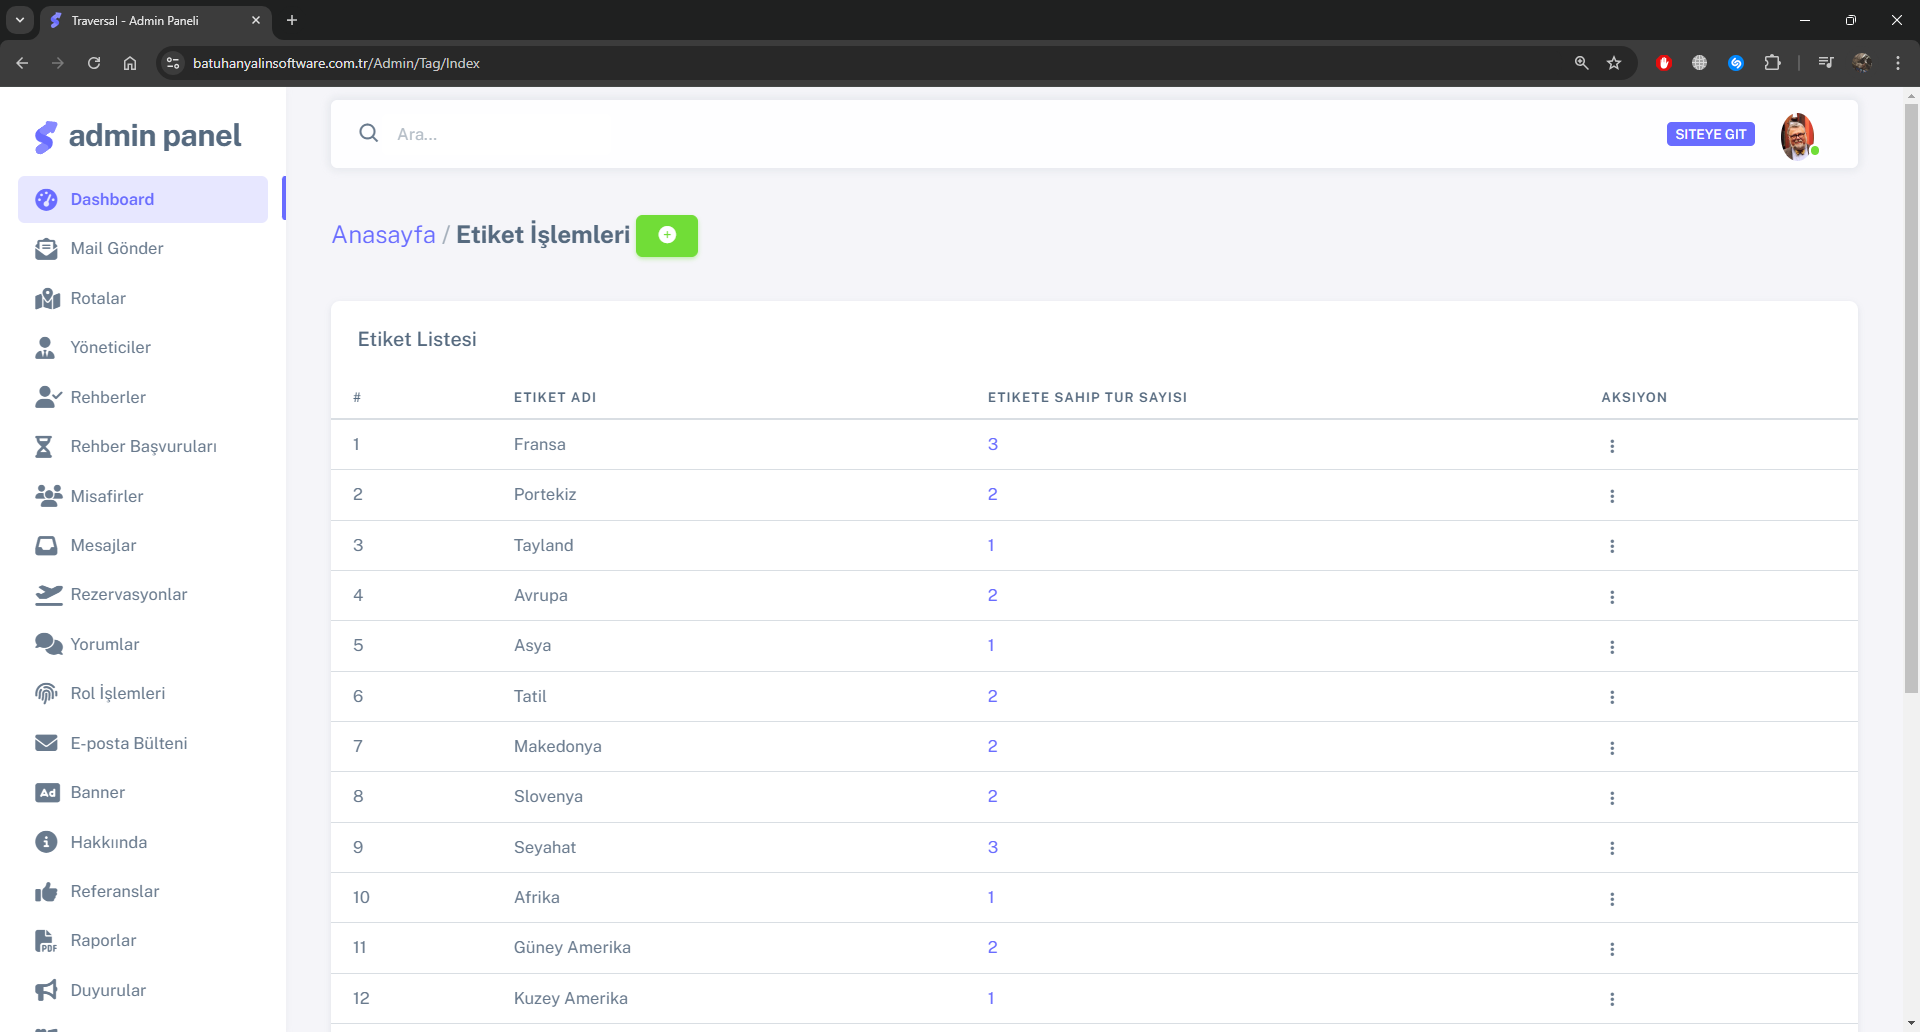 Traversal - Admin Paneli
batuhanyalinsoftware.com.tr/Admin/Tag/Index
admin panel
Dashboard
Mail Gönder
Rotalar
Yöneticiler
Rehberler
Rehber Başvuruları
Misafirler
Mesajlar
Rezervasyonlar
Yorumlar
Rol İşlemleri
E-posta Bülteni
Ad Banner
Hakkıında
Referanslar
PDF Raporlar
Duyurular
Ara...
SITEYE GIT
Anasayfa / Etiket İşlemleri
Etiket Listesi
# ETIKET ADI ETIKETE SAHIP TUR SAYISI AKSIYON
1 Fransa 3
2 Portekiz 2
3 Tayland 1
4 Avrupa 2
5 Asya 1
6 Tatil 2
7 Makedonya 2
8 Slovenya 2
9 Seyahat 3
10 Afrika 1
11 Güney Amerika 2
12 Kuzey Amerika 1